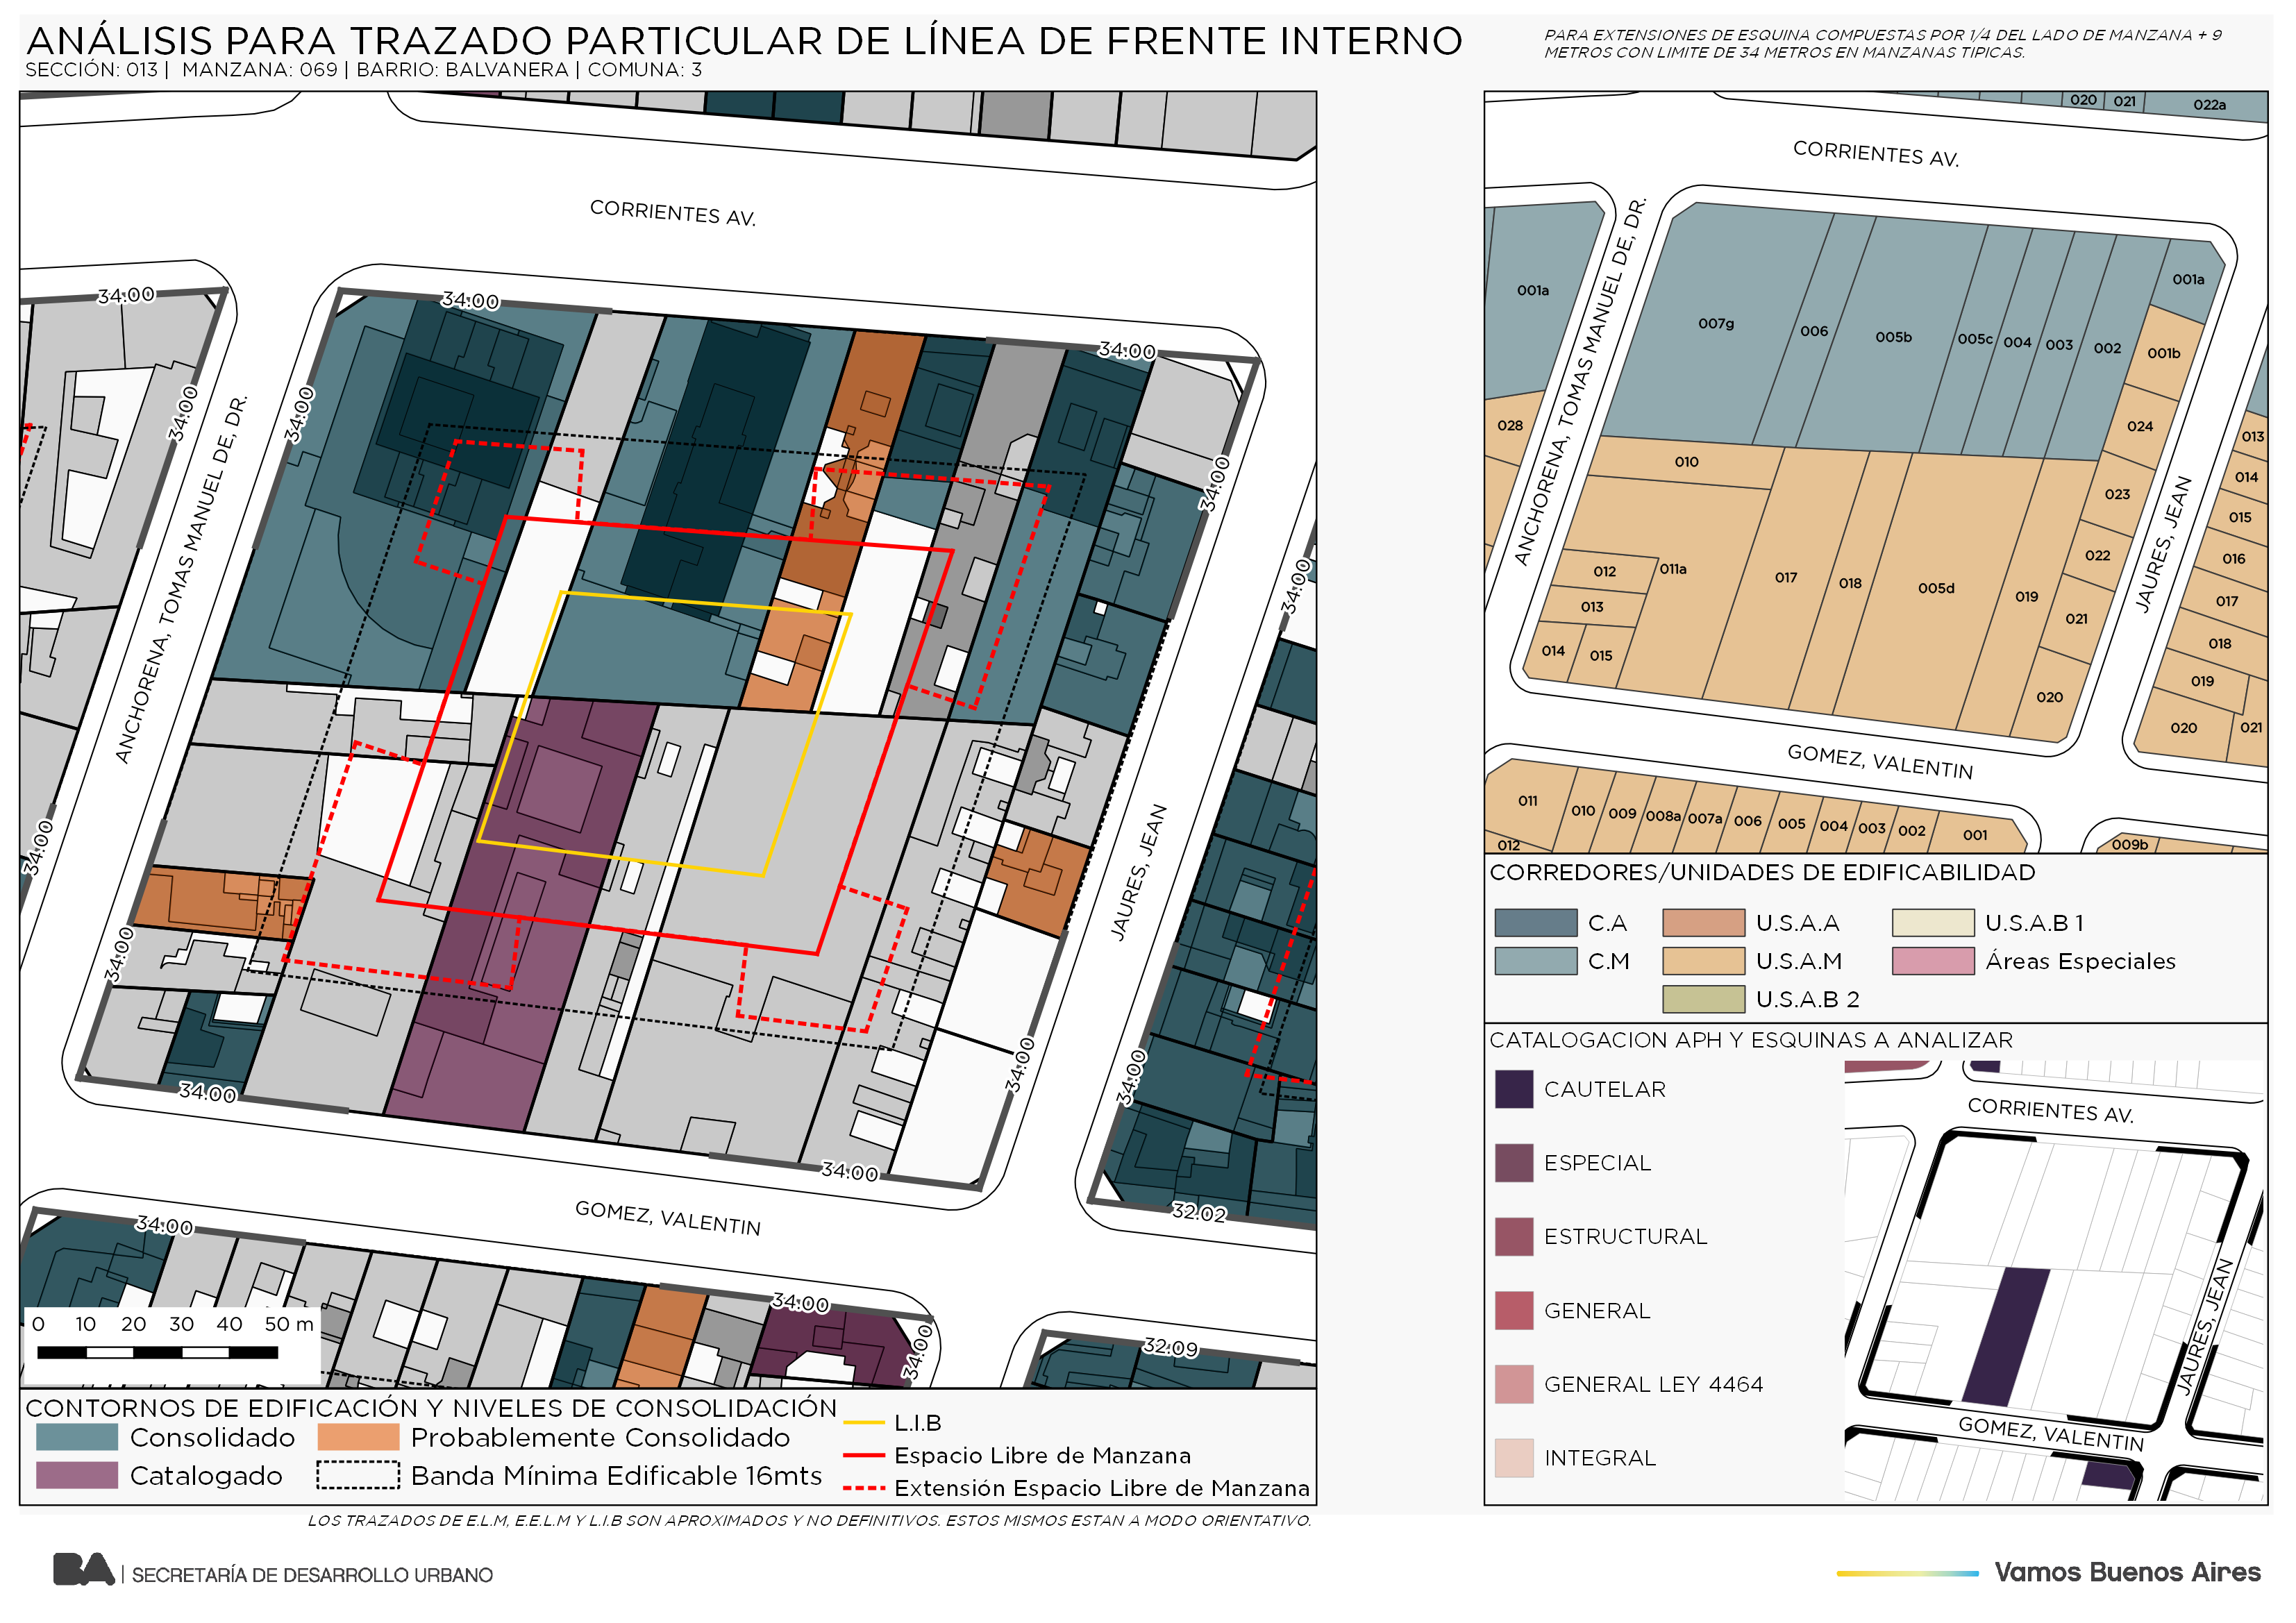 ANÁLISIS PARA TRAZADO PARTICULAR DE LÍNEA DE FRENTE INTERNO
SECCIÓN: 013 | MANZANA: 069 | BARRIO: BALVANERA | COMUNA: 3
PARA EXTENSIONES DE ESQUINA COMPUESTAS POR 1/4 DEL LADO DE MANZANA + 9
METROS CON LIMITE DE 34 METROS EN MANZANAS TIPICAS.
CORRIENTES AV.
34:00
34:00
34:00
34:00
34:00
34:00
34:00
ANCHORENA, TOMAS MANUEL DE, DR.
34:00
34:00
JAURES, JEAN
34:00
34:00
34:00
34:00
GOMEZ, VALENTIN
32.02
34:00
34:00
34:00
32.09
0 10 20 30 40 50 m
CONTORNOS DE EDIFICACIÓN Y NIVELES DE CONSOLIDACIÓN
Consolidado
Probablemente Consolidado
Catalogado
Banda Mínima Edificable 16mts
L.I.B
Espacio Libre de Manzana
Extensión Espacio Libre de Manzana
LOS TRAZADOS DE E.L.M, E.E.L.M Y L.I.B SON APROXIMADOS Y NO DEFINITIVOS. ESTOS MISMOS ESTAN A MODO ORIENTATIVO.
020 021 022a
CORRIENTES AV.
ANCHORENA, TOMAS MANUEL DE, DR.
001a
001a
007g 006 005b 005c 004 003 002
001b
028
024
013
010
014
023
015
022
016
012 011a 017 018 005d 019
013
021
017
014 015
018
020
019
020 021
JAURES, JEAN
GOMEZ, VALENTIN
011 010 009 008a 007a 006 005 004 003 002 001
012
009b
CORREDORES/UNIDADES DE EDIFICABILIDAD
C.A
U.S.A.A
U.S.A.B 1
C.M
U.S.A.M
Áreas Especiales
U.S.A.B 2
CATALOGACION APH Y ESQUINAS A ANALIZAR
CAUTELAR
ESPECIAL
ESTRUCTURAL
GENERAL
GENERAL LEY 4464
INTEGRAL
CORRIENTES AV.
JAURES, JEAN
GOMEZ, VALENTIN
BA | SECRETARÍA DE DESARROLLO URBANO
Vamos Buenos Aires